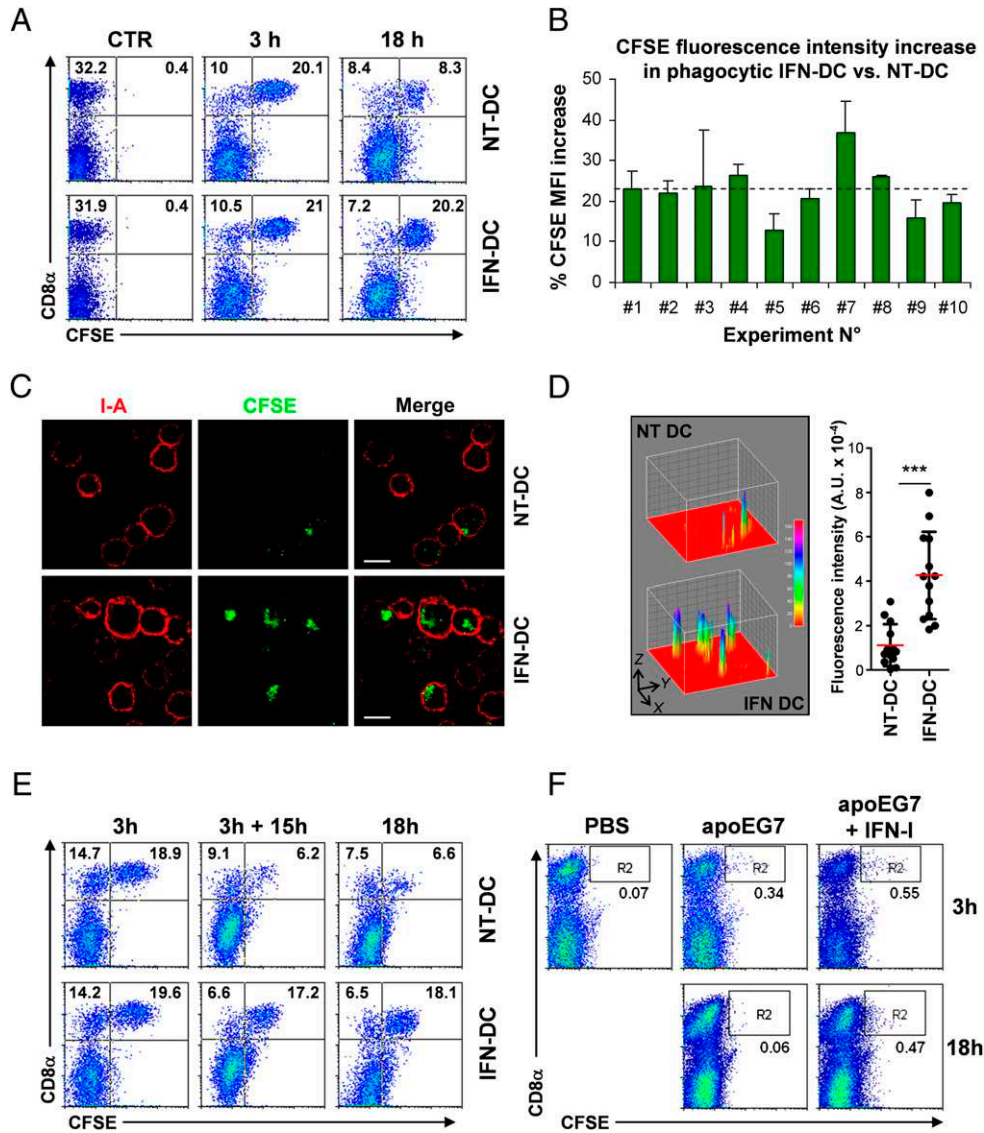 A
CTR 3 h 18 h
32.2 0.4 10 20.1 8.4 8.3
NT-DC
31.9 0.4 10.5 21 7.2 20.2
IFN-DC
CD8α
CFSE
B
CFSE fluorescence intensity increase
in phagocytic IFN-DC vs. NT-DC
% CFSE MFI increase
50
40
30
20
10
0
#1 #2 #3 #4 #5 #6 #7 #8 #9 #10
Experiment N°
C
I-A CFSE Merge
NT-DC
IFN-DC
D
NT DC
IFN DC
Z
Y
X
Fluorescence intensity (A.U. x 10-4)
10
8
6
4
2
0
***
NT-DC
IFN-DC
E
3h 3h + 15h 18h
14.7 18.9 9.1 6.2 7.5 6.6
NT-DC
14.2 19.6 6.6 17.2 6.5 18.1
IFN-DC
CD8α
CFSE
F
PBS apoEG7 apoEG7
+ IFN-I
R2 R2 R2
0.07 0.34 0.55
3h
R2 R2
0.06 0.47
18h
CD8α
CFSE